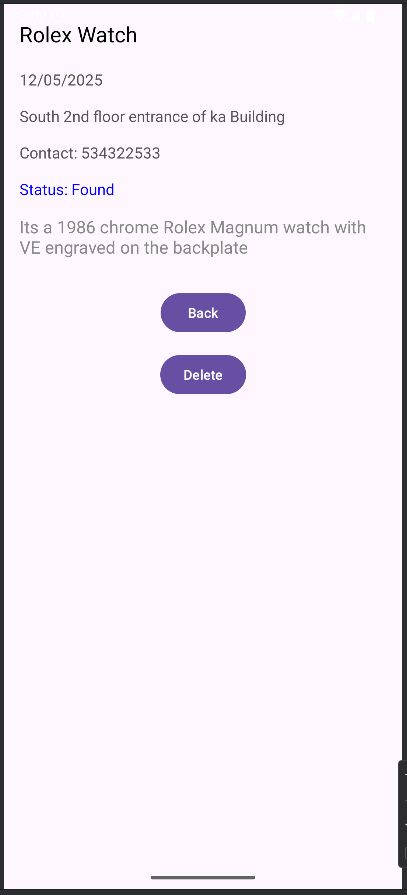 Rolex Watch
12/05/2025
South 2nd floor entrance of ka Building
Contact: 534322533
Status: Found
Its a 1986 chrome Rolex Magnum watch with
VE engraved on the backplate
Back
Delete